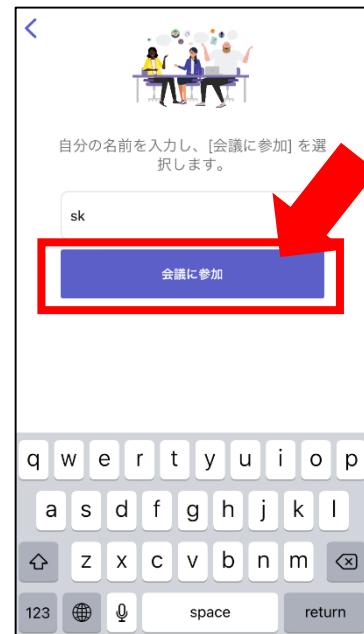 自分の名前を入力し、[会議に参加] を選
択します。
sk
会議に参加
q w e r t y u i o p
a s d f g h j k l
z x c v b n m
123 space return